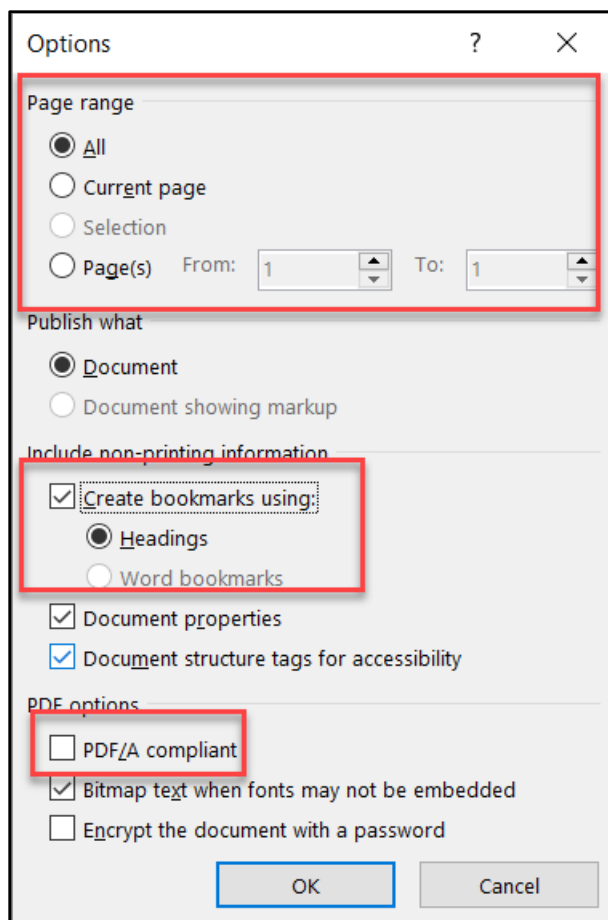 Options ?
Page range
All
Current page
Selection
Page(s) From: 1 To: 1
Publish what
Document
Document showing markup
Include non-printing information
Create bookmarks using:
Headings
Word bookmarks
Document properties
Document structure tags for accessibility
PDF options
PDF/A compliant
Bitmap text when fonts may not be embedded
Encrypt the document with a password
OK Cancel